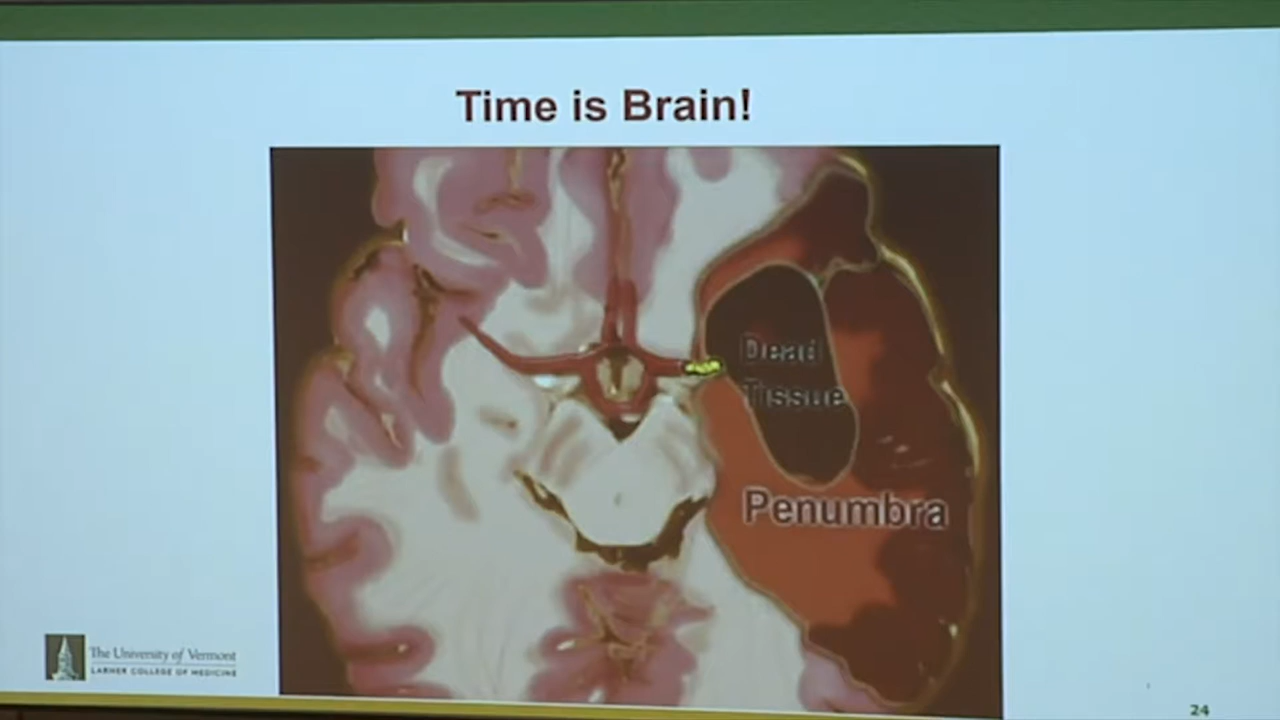 Time is Brain!
Dead
Tissue
Penumbra
The University of Vermont
LARNER COLLEGE OF MEDICINE
24